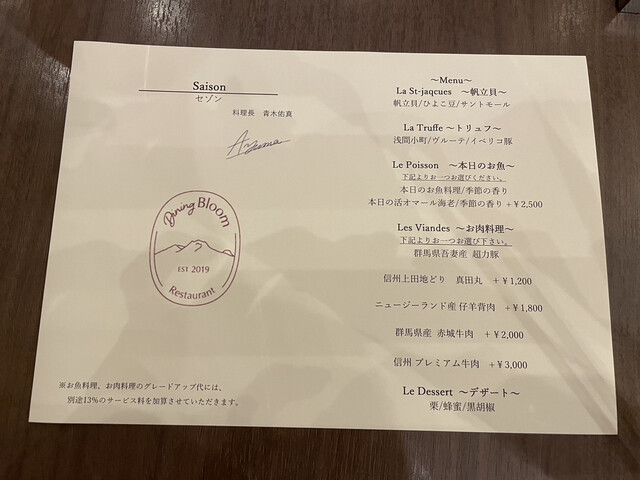 Saison
セゾン
料理長 青木佑真
Dining Bloom
EST 2019
Restaurant
※お魚料理、お肉料理のグレードアップ代には、
別途13%のサービス料を加算させていただきます。
〜Menu〜
La St-jaqcues 〜帆立貝〜
帆立貝/ひよこ豆/サントモール
La Truffe 〜トリュフ〜
浅間小町/ヴルーテ/イベリコ豚
Le Poisson 〜本日のお魚〜
下記よりお一つお選びください。
本日のお魚料理/季節の香り
本日の活オマール海老/季節の香り +¥2,500
Les Viandes 〜お肉料理〜
下記よりお一つお選び下さい。
群馬県吾妻産 超力豚
信州上田地どり 真田丸 +¥1,200
ニュージーランド産 仔羊背肉 +¥1,800
群馬県産 赤城牛肉 +¥2,000
信州 プレミアム牛肉 +¥3,000
Le Dessert 〜デザート〜
栗/蜂蜜/黒胡椒